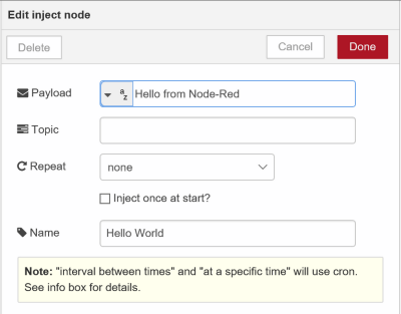 Edit inject node
Delete
Cancel
Done
Payload
a
z
Hello from Node-Red
Topic
Repeat
none
Inject once at start?
Name
Hello World
Note: "interval between times" and "at a specific time" will use cron.
See info box for details.